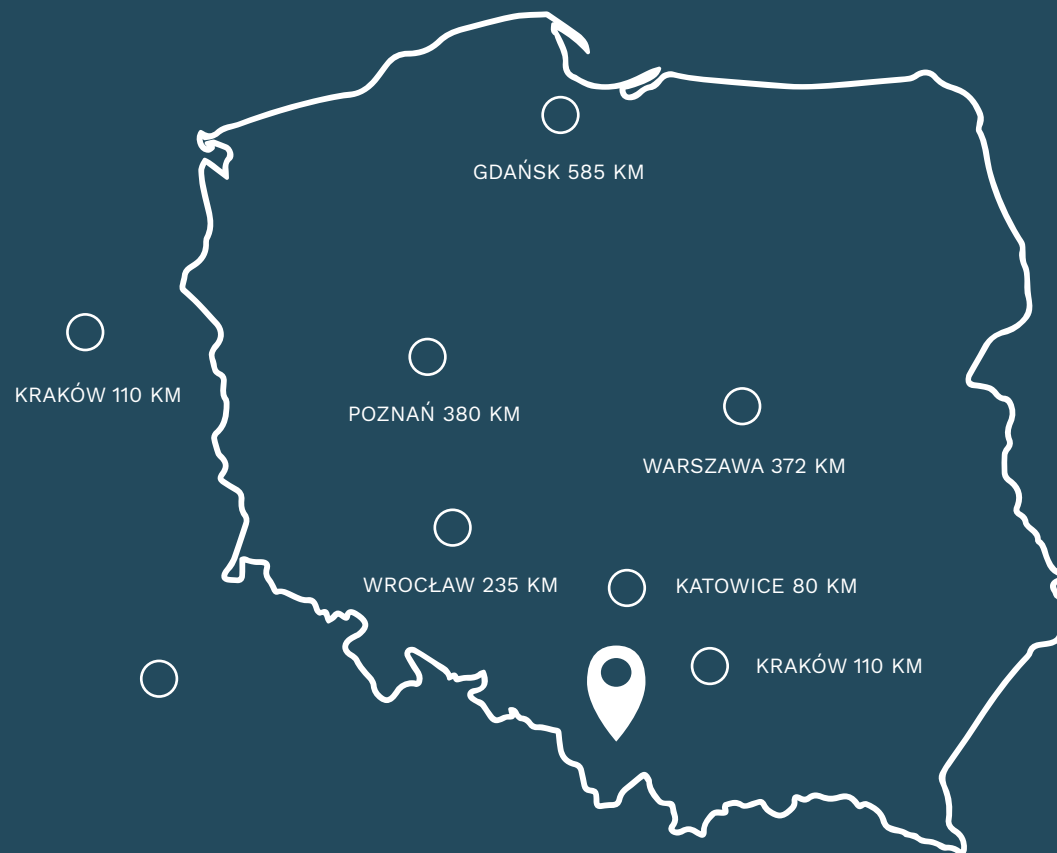 GDAŃSK 585 KM
KRAKÓW 110 KM
POZNAŃ 380 KM
WARSZAWA 372 KM
WROCŁAW 235 KM
KATOWICE 80 KM
KRAKÓW 110 KM